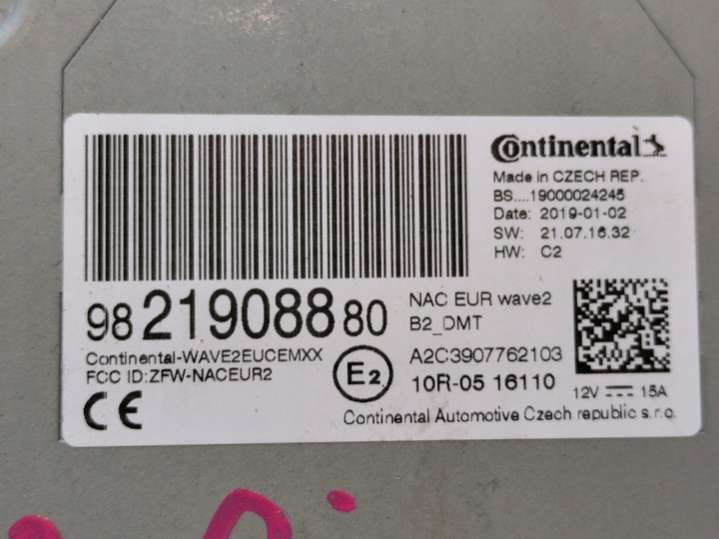 Continental
Made in CZECH REP.
BS....19000024245
Date: 2019-01-02
SW: 21.07.16.32
HW: C2
98 219088 80
NAC EUR wave2
B2_DMT
Continental-WAVE2EUCEMXX
FCC ID:ZFW-NACEUR2
E2
A2C3907762103
10R-05 16110
12V 15A
CE
Continental Automotive Czech republic s.r.o.